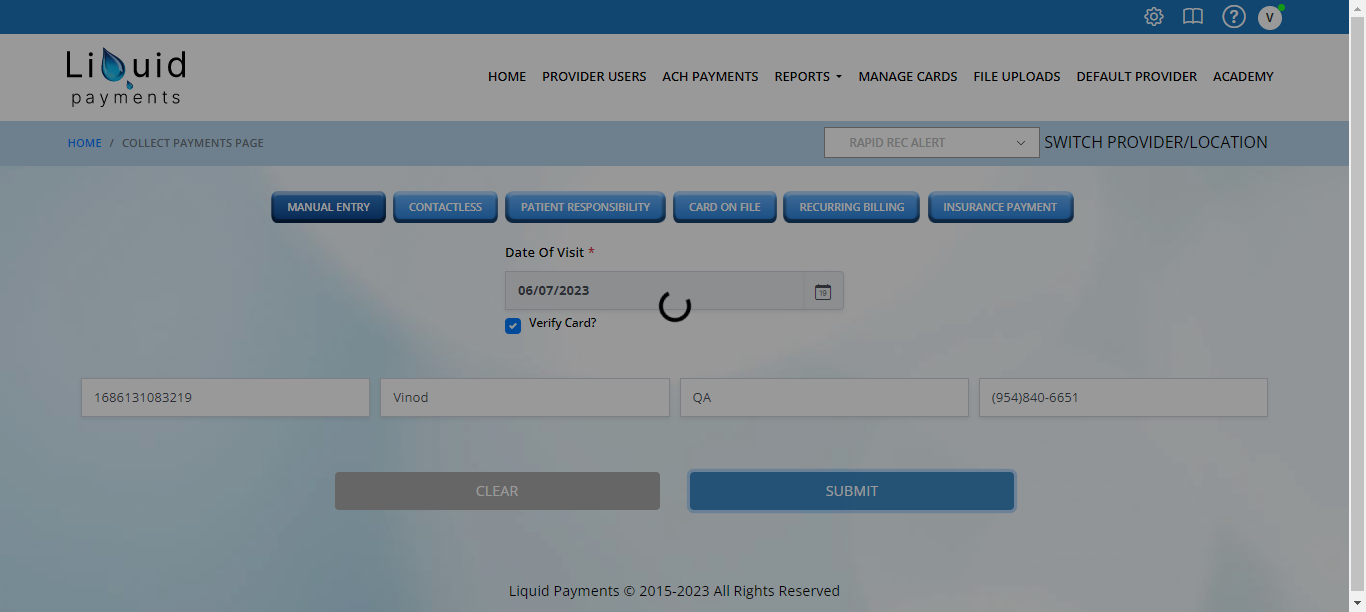 ? V
Liquid
payments
HOME PROVIDER USERS ACH PAYMENTS REPORTS MANAGE CARDS FILE UPLOADS DEFAULT PROVIDER ACADEMY
HOME / COLLECT PAYMENTS PAGE RAPID REC ALERT SWITCH PROVIDER/LOCATION
MANUAL ENTRY CONTACTLESS PATIENT RESPONSIBILITY CARD ON FILE RECURRING BILLING INSURANCE PAYMENT
Date Of Visit *
06/07/2023 19
Verify Card?
1686131083219 Vinod QA (954)840-6651
CLEAR SUBMIT
Liquid Payments © 2015-2023 All Rights Reserved